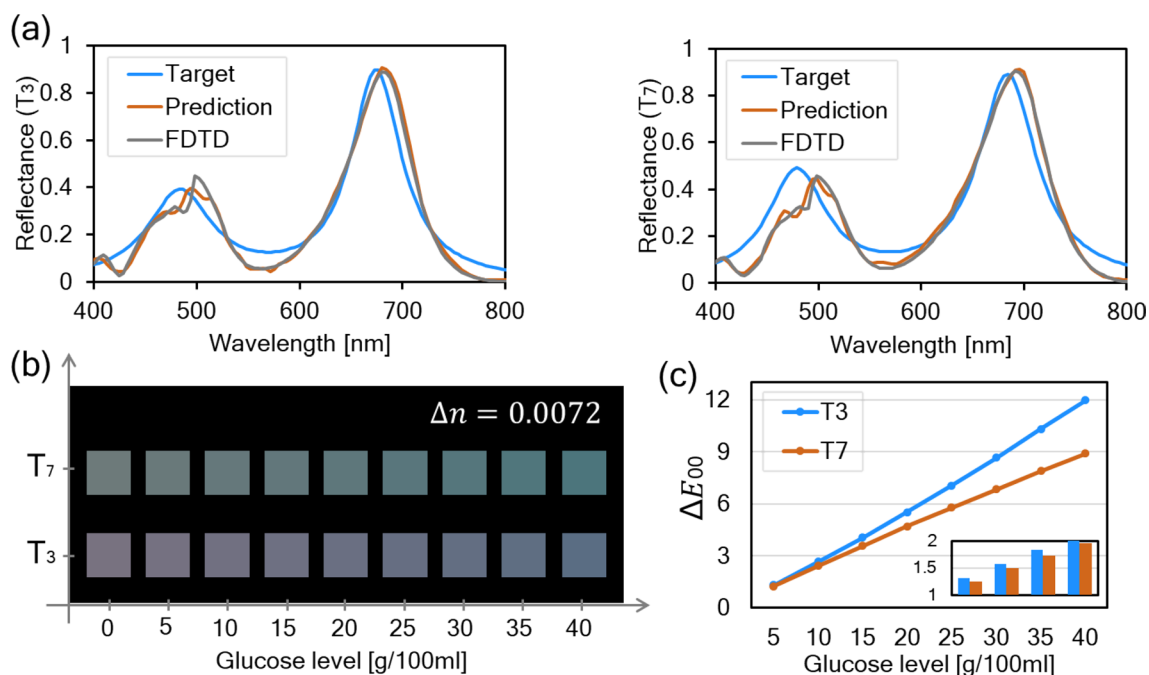 (a)
1
0.8
0.6
0.4
0.2
0
Reflectance (T3)
Target
Prediction
FDTD
400 500 600 700 800
Wavelength [nm]
1
0.8
0.6
0.4
0.2
0
Reflectance (T7)
Target
Prediction
FDTD
400 500 600 700 800
Wavelength [nm]
(b)
Δn = 0.0072
T7
T3
0 5 10 15 20 25 30 35 40
Glucose level [g/100ml]
(c)
12
9
6
3
0
ΔE00
T3
T7
2
1.5
1
5 10 15 20 25 30 35 40
Glucose level [g/100ml]